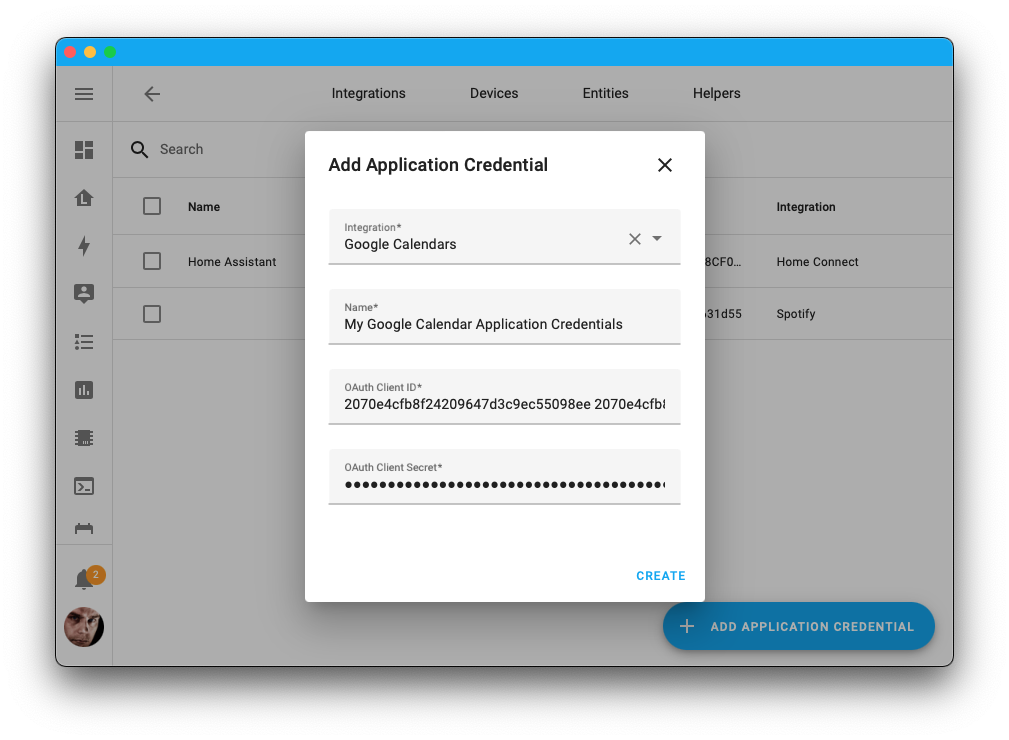 Integrations Devices Entities Helpers
Search
Add Application Credential
Name
Integration
Integration*
Google Calendars
Home Assistant
8CF0...
Home Connect
Name*
My Google Calendar Application Credentials
31d55
Spotify
OAuth Client ID*
2070e4cfb8f24209647d3c9ec55098ee 2070e4cfb8
OAuth Client Secret*
••••••••••••••••••••••••••••••••••••••
CREATE
2
ADD APPLICATION CREDENTIAL